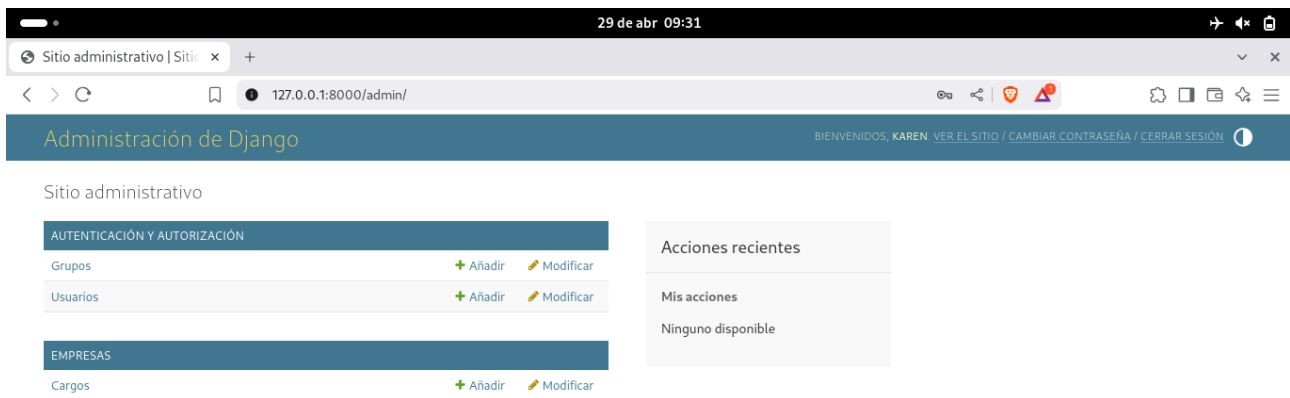 29 de abr 09:31
Sitio administrativo | Sitio
127.0.0.1:8000/admin/
Administración de Django
BIENVENIDOS, KAREN. VER EL SITIO / CAMBIAR CONTRASEÑA / CERRAR SESIÓN
Sitio administrativo
AUTENTICACIÓN Y AUTORIZACIÓN
Grupos Añadir Modificar
Usuarios Añadir Modificar
EMPRESAS
Cargos Añadir Modificar
Acciones recientes
Mis acciones
Ninguno disponible